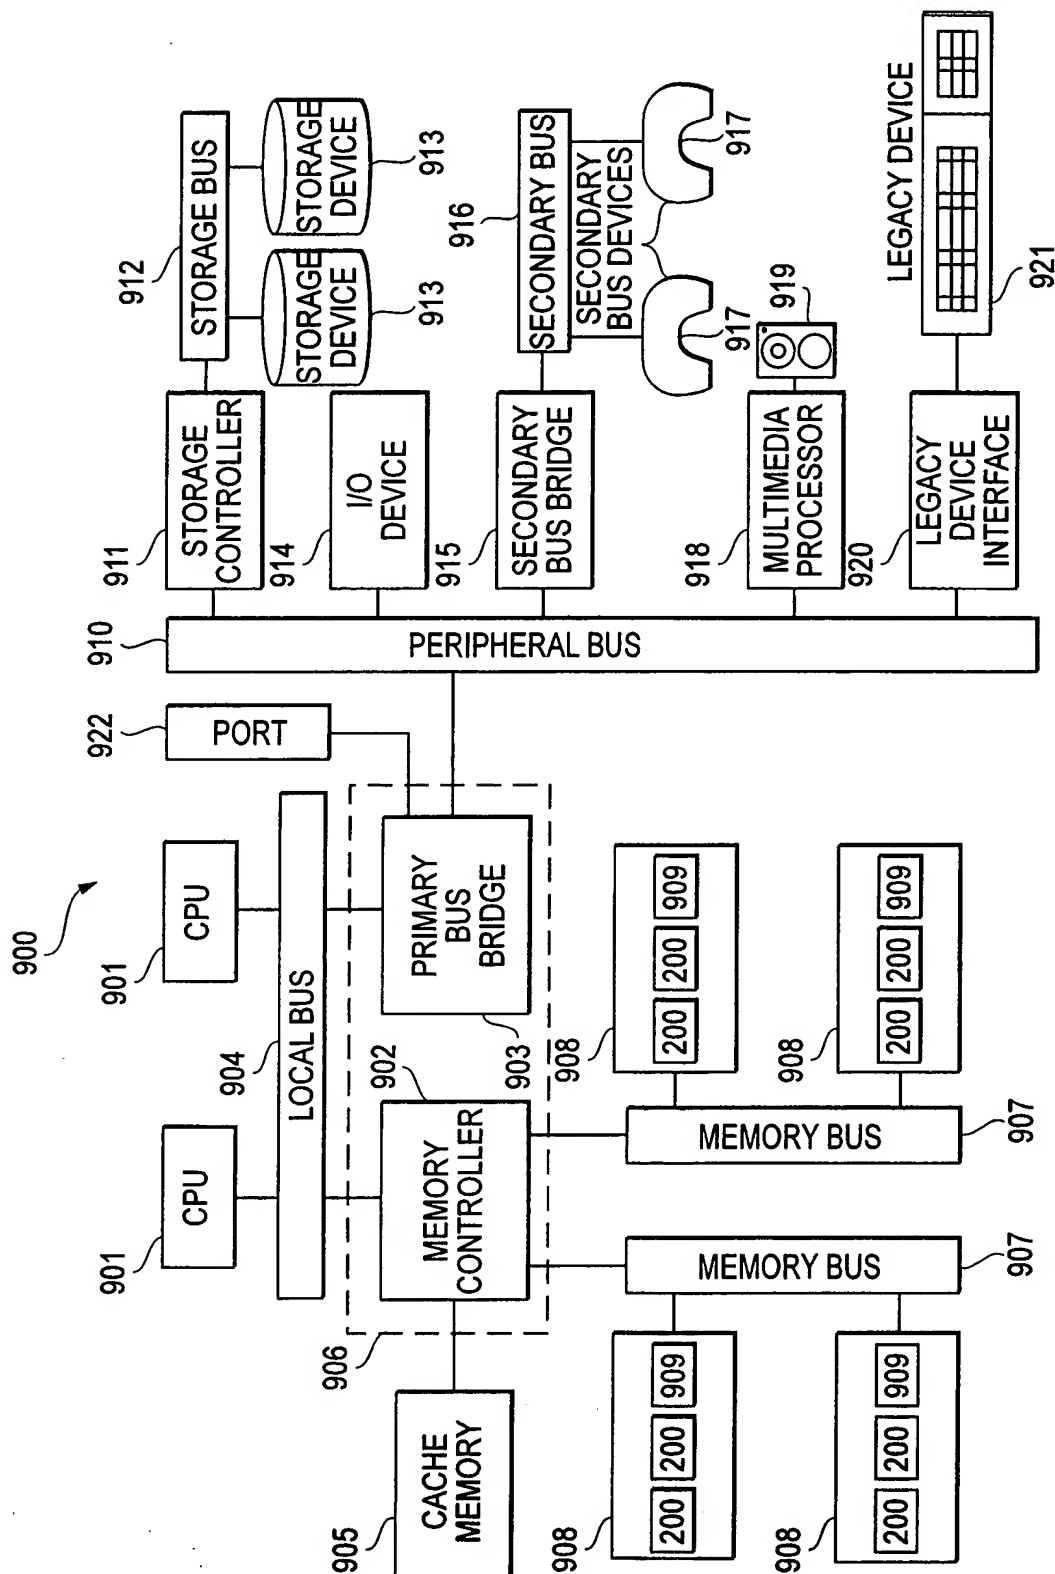 900
901
CPU
901
CPU
904
LOCAL BUS
922
PORT
905
CACHE
MEMORY
906
902
MEMORY
CONTROLLER
903
PRIMARY
BUS
BRIDGE
907
MEMORY BUS
907
MEMORY BUS
908
200
200
909
908
200
200
909
908
200
200
909
908
200
200
909
910
PERIPHERAL BUS
911
STORAGE
CONTROLLER
912
STORAGE BUS
STORAGE
DEVICE
913
STORAGE
DEVICE
913
914
I/O
DEVICE
915
SECONDARY
BUS BRIDGE
916
SECONDARY BUS
SECONDARY
BUS DEVICES
917
917
918
MULTIMEDIA
PROCESSOR
919
920
LEGACY
DEVICE
INTERFACE
LEGACY DEVICE
921